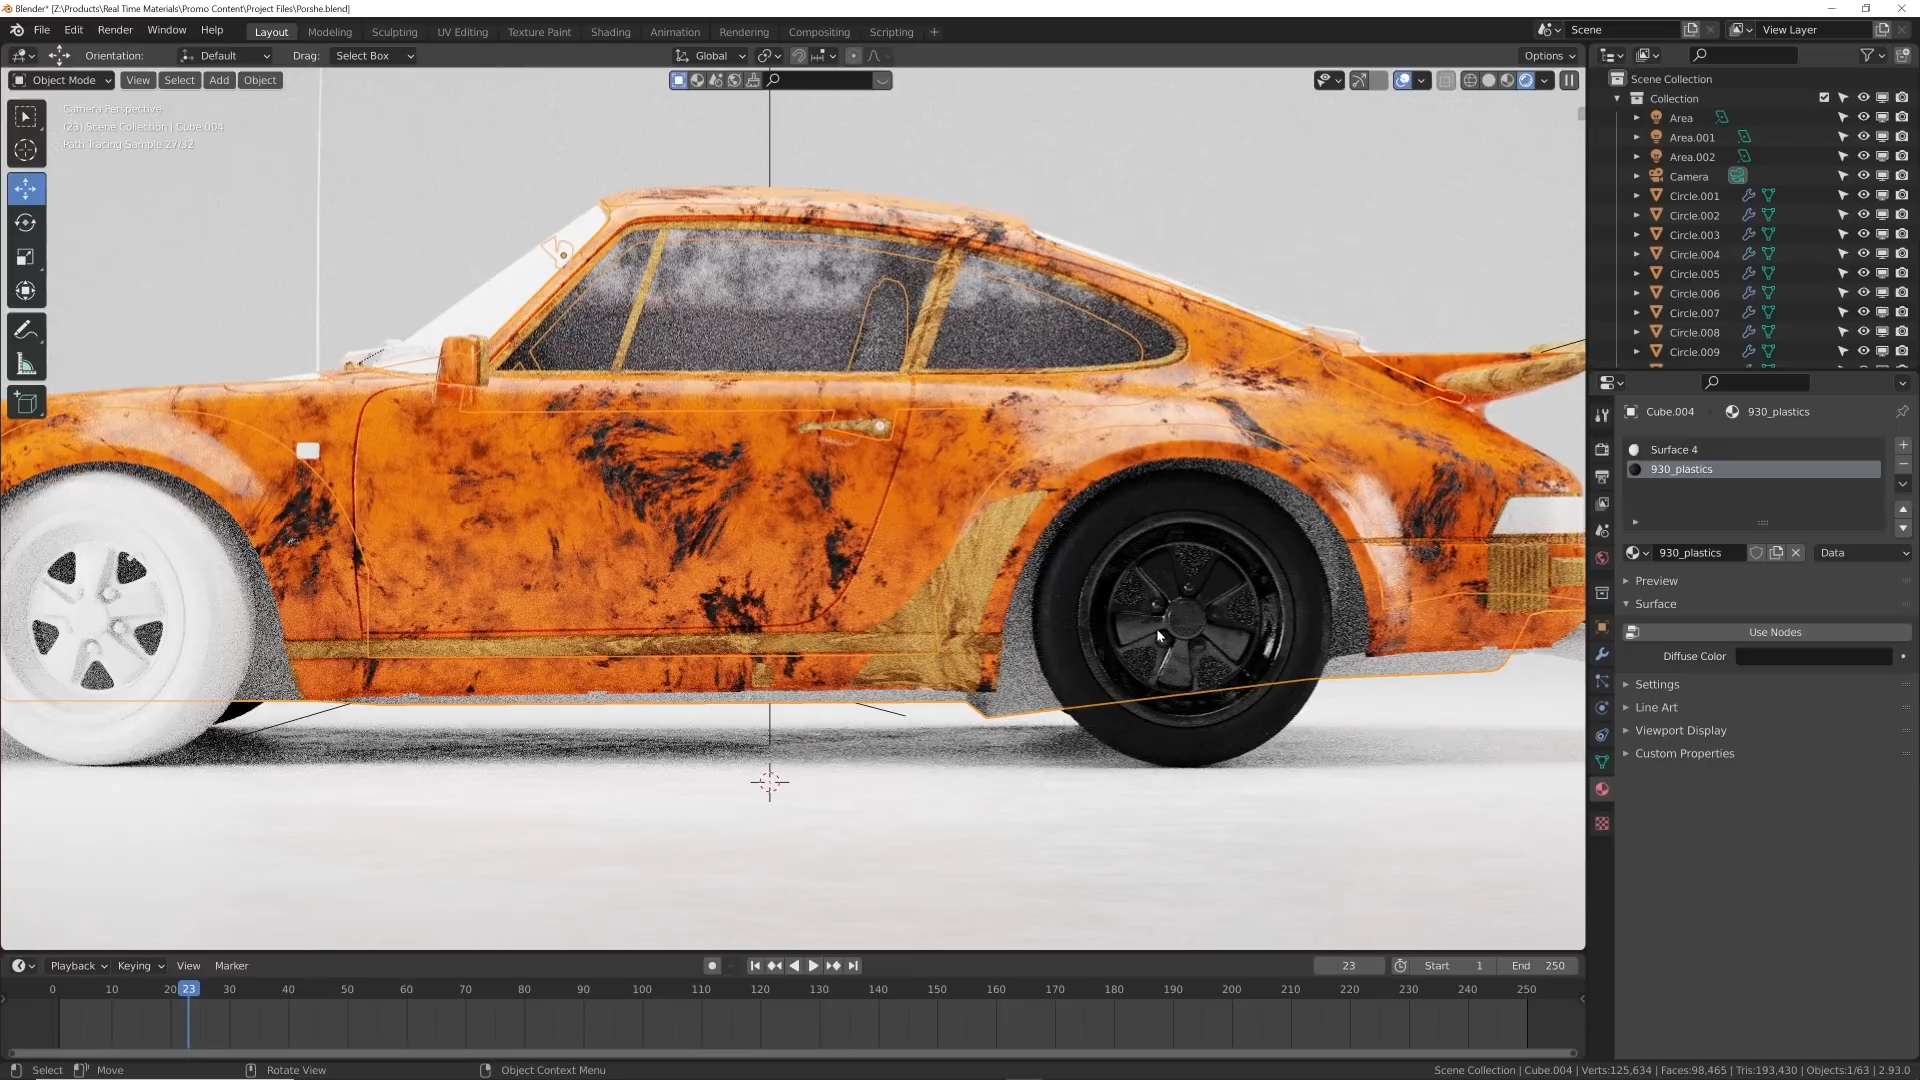 Blender* [Z:\Products\Real Time Materials\Promo Content\Project Files\Porshe.blend]
File Edit Render Window Help Layout Modeling Sculpting UV Editing Texture Paint Shading Animation Rendering Compositing Scripting + Scene View Layer
Orientation: Default Drag: Select Box Global Options
Object Mode View Select Add Object
Camera Perspective
(23) Scene Collection | Cube.004
Path Tracing Sample 27/32
Scene Collection
Collection
Area
Area.001
Area.002
Camera
Circle.001
Circle.002
Circle.003
Circle.004
Circle.005
Circle.006
Circle.007
Circle.008
Circle.009
Cube.004 930_plastics
Surface 4
930_plastics
930_plastics Data
Preview
Surface
Use Nodes
Diffuse Color
Settings
Line Art
Viewport Display
Custom Properties
Playback Keying View Marker 23 Start 1 End 250
0 10 20 23 30 40 50 60 70 80 90 100 110 120 130 140 150 160 170 180 190 200 210 220 230 240 250
Select Move Rotate View Object Context Menu Scene Collection | Cube.004 | Verts:125,634 | Faces:98,465 | Tris:193,430 | Objects:1/63 | 2.93.0